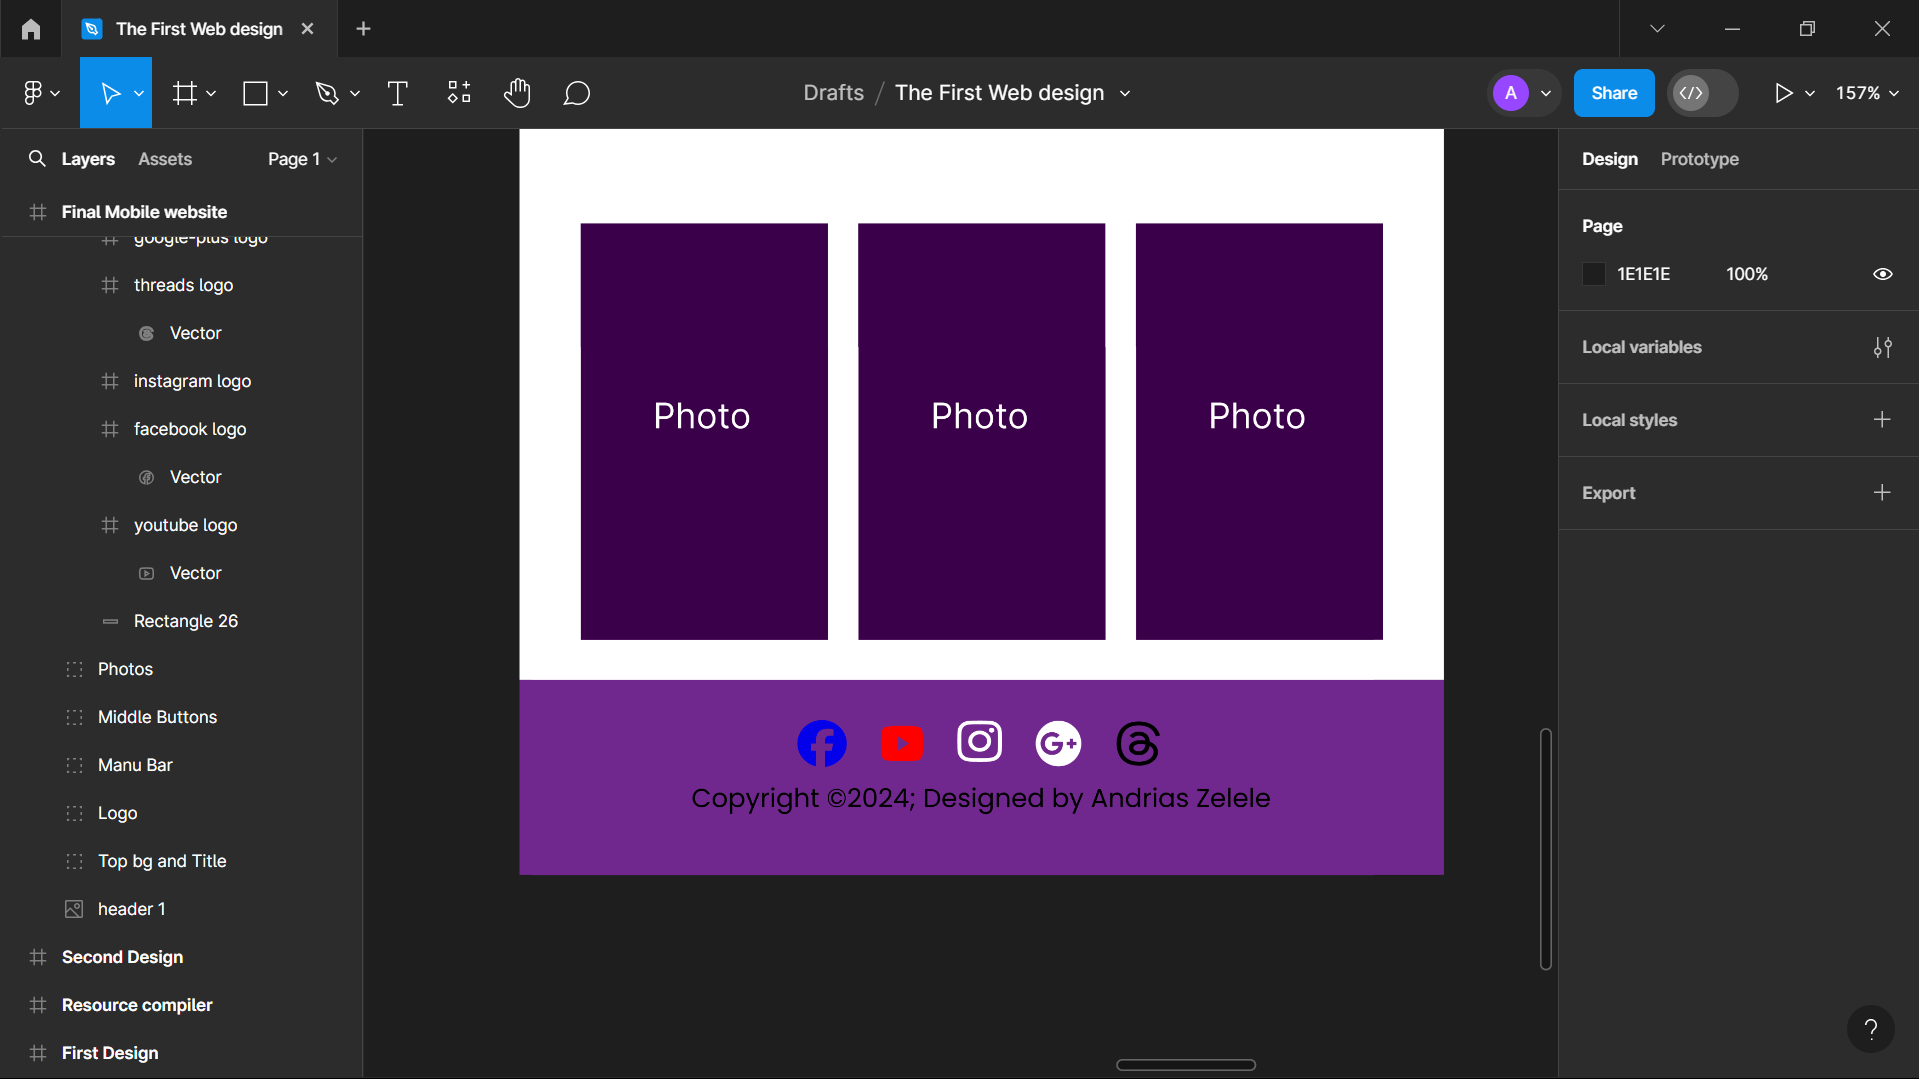 The First Web design
Drafts / The First Web design
A
Share
157%
Layers
Assets
Page 1
Final Mobile website
google-plus logo
threads logo
Vector
instagram logo
facebook logo
Vector
youtube logo
Vector
Rectangle 26
Photos
Middle Buttons
Manu Bar
Logo
Top bg and Title
header 1
Second Design
Resource compiler
First Design
Photo
Photo
Photo
G+
Copyright ©2024; Designed by Andrias Zelele
Design
Prototype
Page
1E1E1E
100%
Local variables
Local styles
Export
?